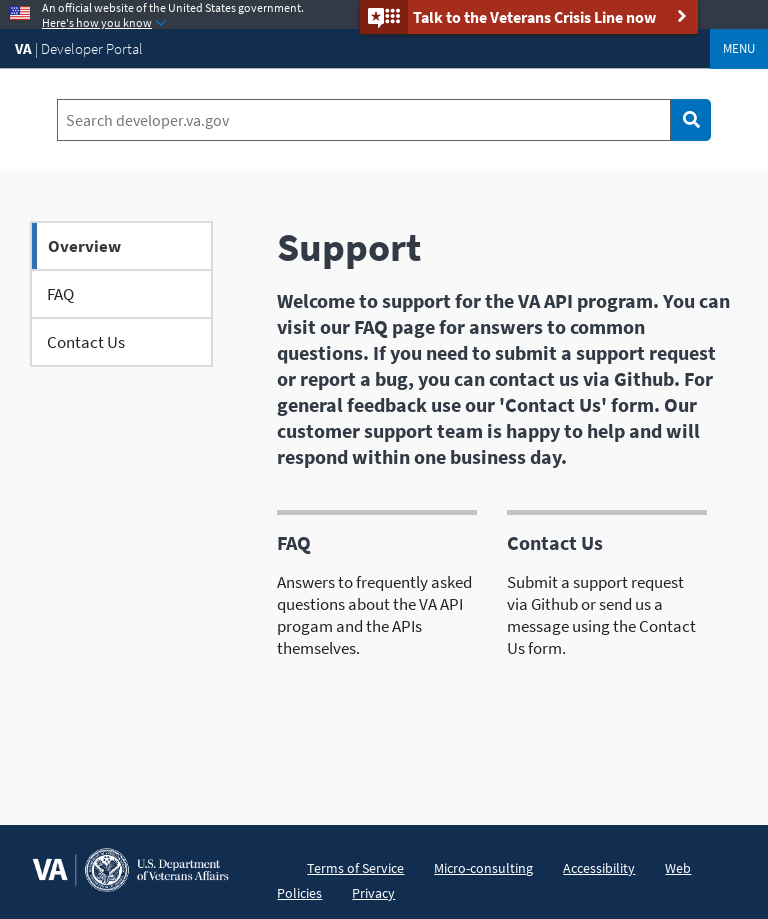 An official website of the United States government.
Here's how you know
Talk to the Veterans Crisis Line now
VA | Developer Portal
MENU
Search developer.va.gov
Overview
FAQ
Contact Us
Support
Welcome to support for the VA API program. You can
visit our FAQ page for answers to common
questions. If you need to submit a support request
or report a bug, you can contact us via Github. For
general feedback use our 'Contact Us' form. Our
customer support team is happy to help and will
respond within one business day.
FAQ
Answers to frequently asked
questions about the VA API
progam and the APIs
themselves.
Contact Us
Submit a support request
via Github or send us a
message using the Contact
Us form.
VA
U.S. Department
of Veterans Affairs
Terms of Service Micro-consulting Accessibility Web
Policies Privacy